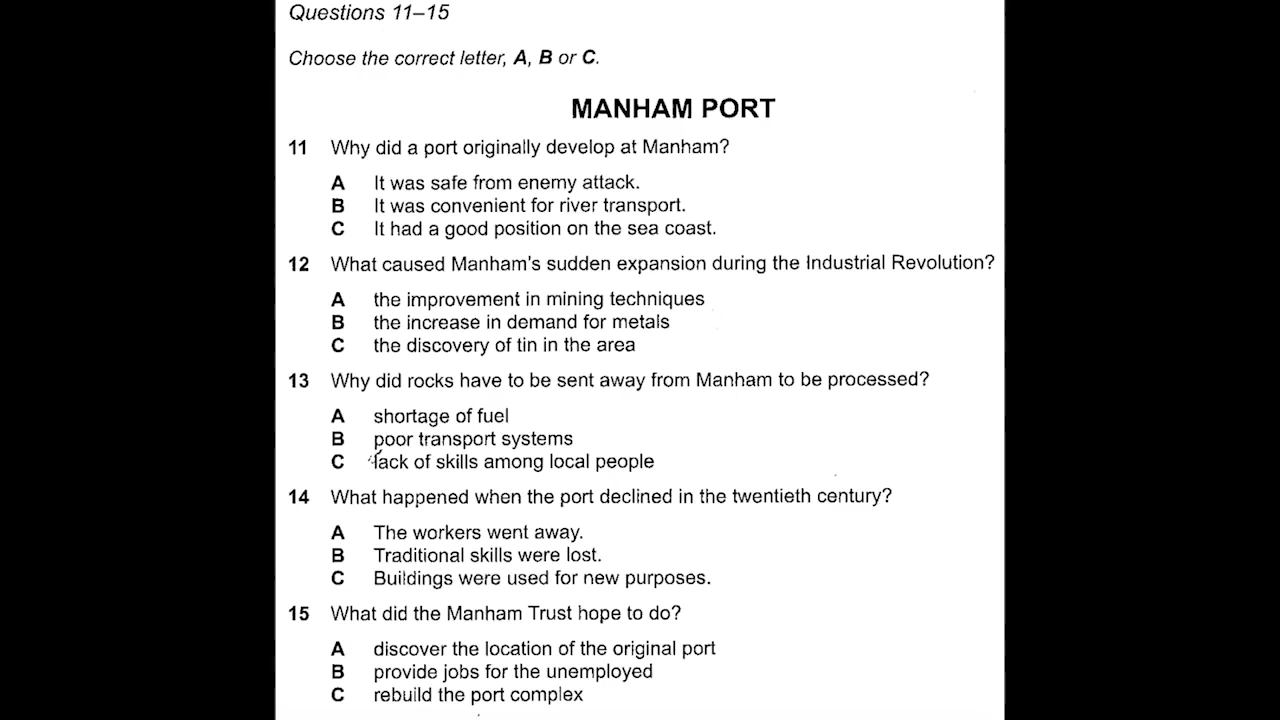 Questions 11–15
Choose the correct letter, A, B or C.
MANHAM PORT
11 Why did a port originally develop at Manham?
A It was safe from enemy attack.
B It was convenient for river transport.
C It had a good position on the sea coast.
12 What caused Manham's sudden expansion during the Industrial Revolution?
A the improvement in mining techniques
B the increase in demand for metals
C the discovery of tin in the area
13 Why did rocks have to be sent away from Manham to be processed?
A shortage of fuel
B poor transport systems
C lack of skills among local people
14 What happened when the port declined in the twentieth century?
A The workers went away.
B Traditional skills were lost.
C Buildings were used for new purposes.
15 What did the Manham Trust hope to do?
A discover the location of the original port
B provide jobs for the unemployed
C rebuild the port complex